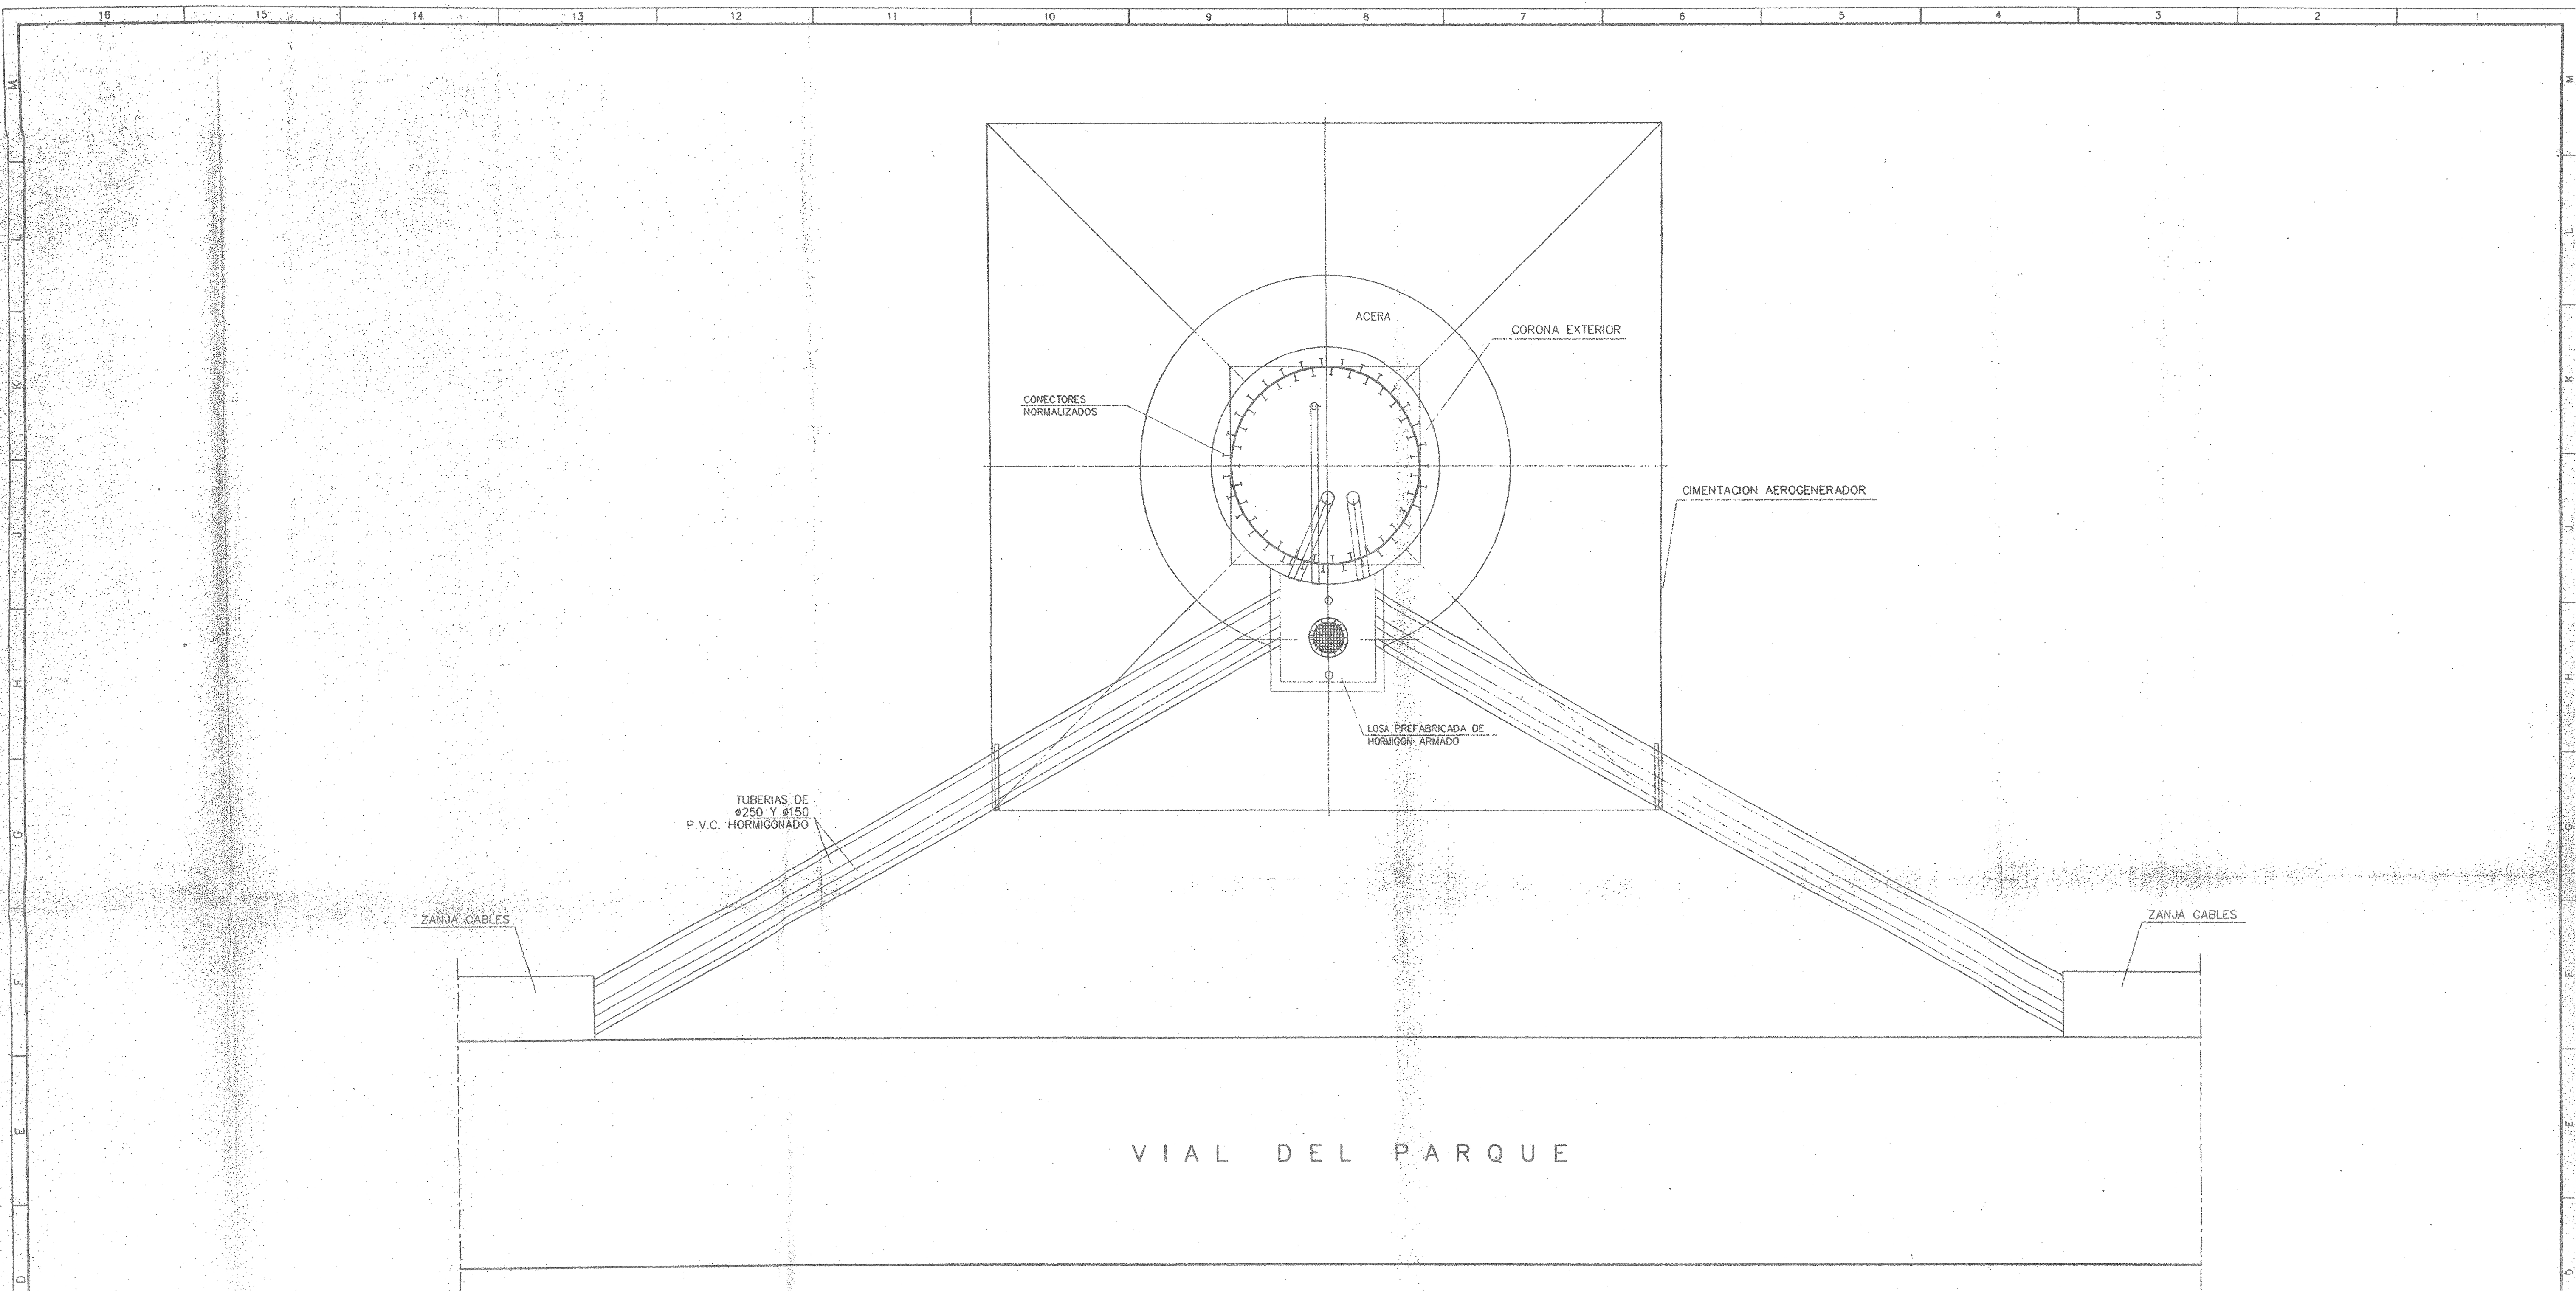 16 15 14 13 12 11 10 9 8 7 6 5 4 3 2 1
M
M
L
L
ACERA
CORONA EXTERIOR
K
K
CONECTORES
NORMALIZADOS
CIMENTACION AEROGENERADOR
J
J
H
H
LOSA PREFABRICADA DE
HORMIGON ARMADO
TUBERIAS DE
ø250 Y ø150
P.V.C. HORMIGONADO
G
G
ZANJA CABLES
ZANJA CABLES
F
F
E
E
VIAL DEL PARQUE
D
D